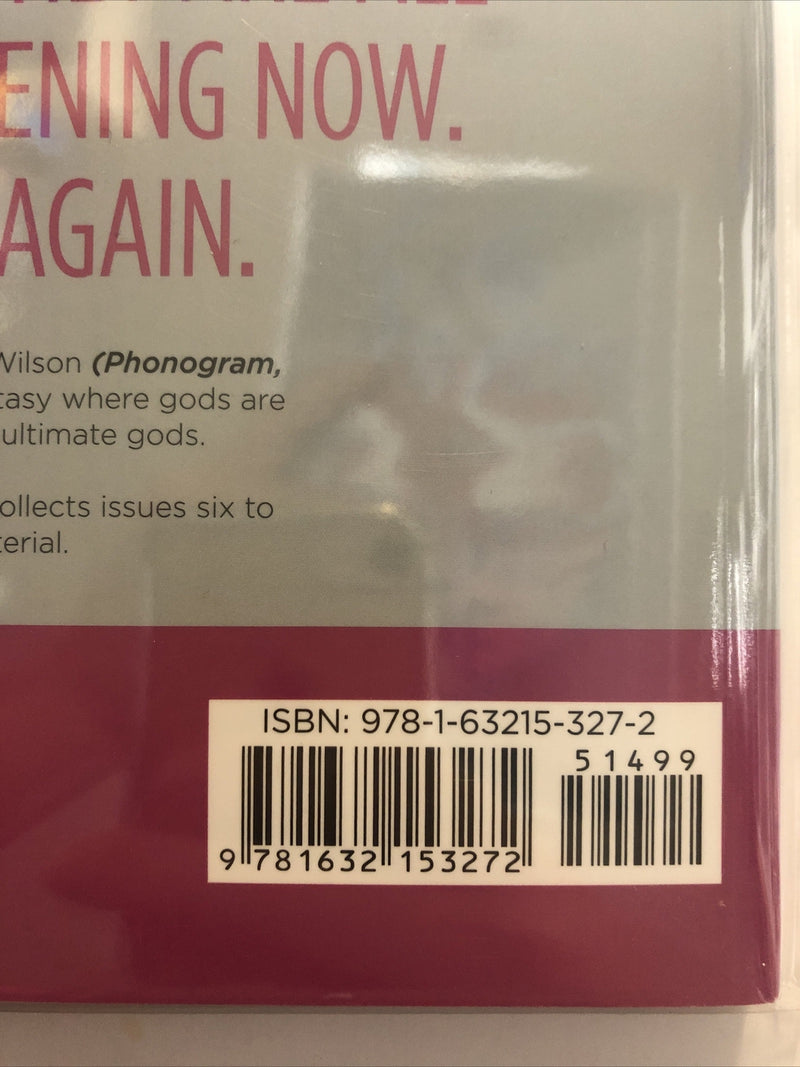 ENING NOW.
AGAIN.
Wilson (Phonogram,
tasy where gods are
ultimate gods.
ollects issues six to
terial.
ISBN: 978-1-63215-327-2
51499
9 781632 153272